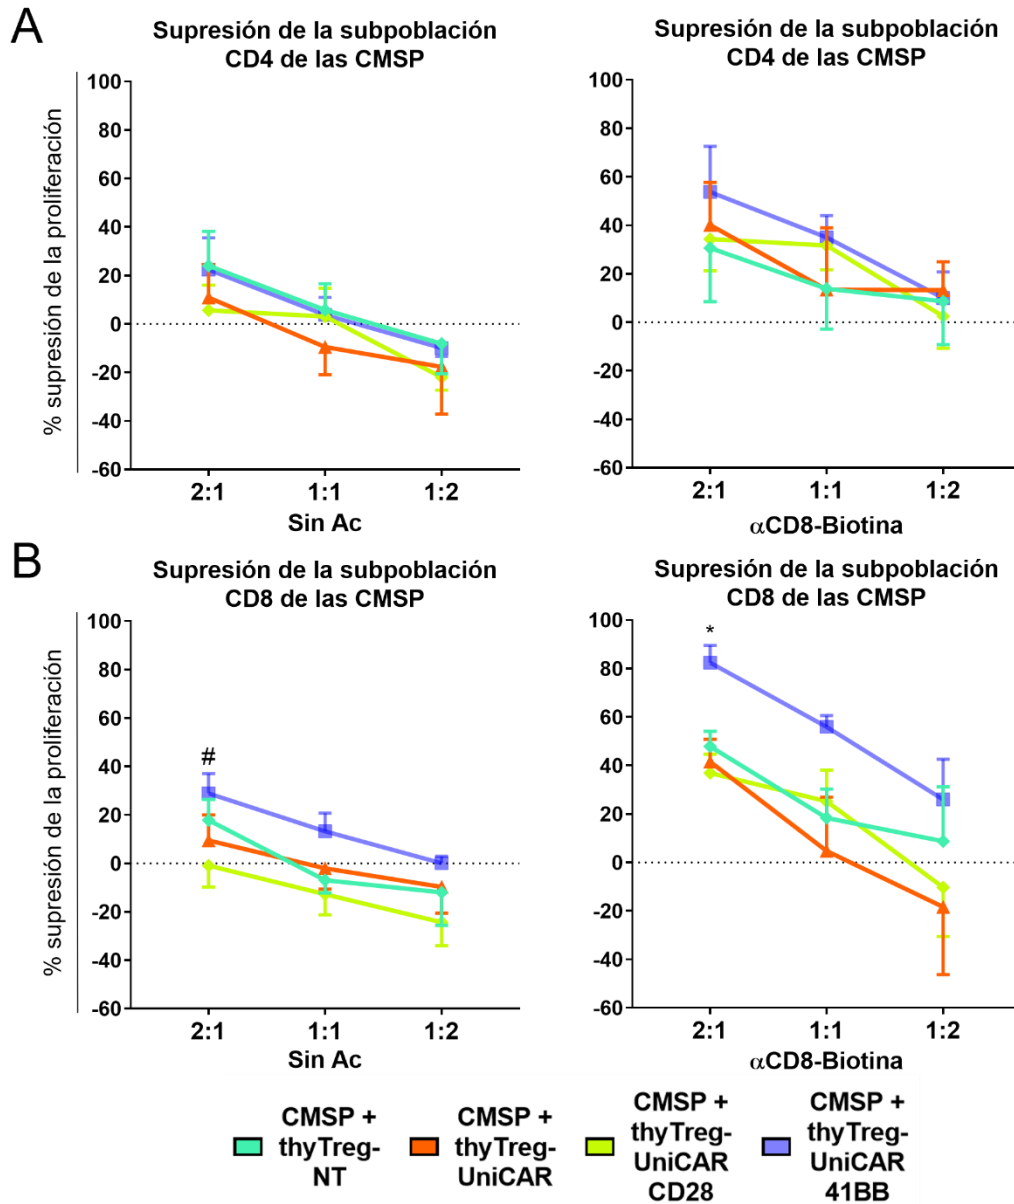 A
Supresión de la subpoblación
CD4 de las CMSP
% supresión de la proliferación
100
80
60
40
20
0
-20
-40
-60
2:1 1:1 1:2
Sin Ac
Supresión de la subpoblación
CD4 de las CMSP
100
80
60
40
20
0
-20
-40
-60
2:1 1:1 1:2
αCD8-Biotina
B
Supresión de la subpoblación
CD8 de las CMSP
% supresión de la proliferación
100
80
60
40
20
0
-20
-40
-60
#
2:1 1:1 1:2
Sin Ac
Supresión de la subpoblación
CD8 de las CMSP
100
80
60
40
20
0
-20
-40
-60
*
2:1 1:1 1:2
αCD8-Biotina
CMSP +
thyTreg-
NT
CMSP +
thyTreg-
UniCAR
CMSP +
thyTreg-
UniCAR
CD28
CMSP +
thyTreg-
UniCAR
41BB